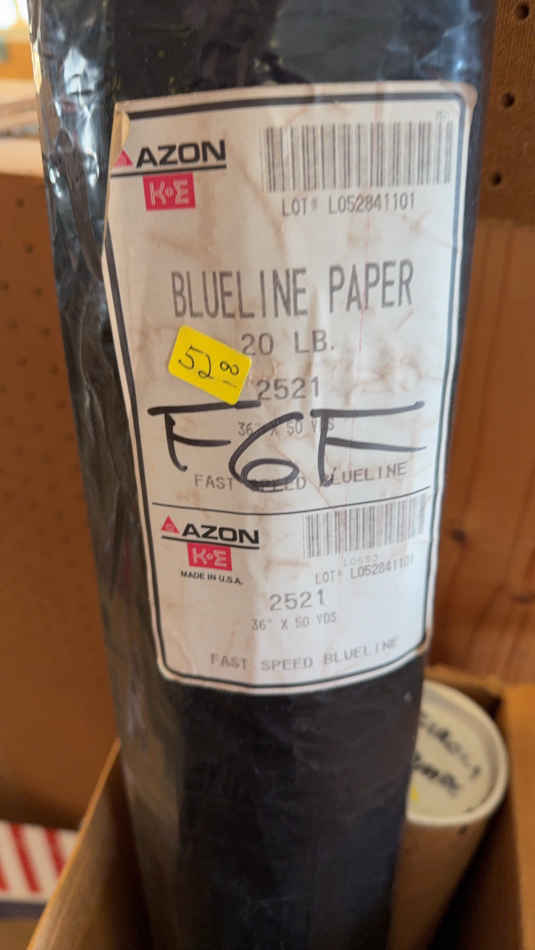 AZON
K+E
LOT# L052841101
BLUELINE PAPER
20 LB.
52.00
2521
36" X 50 YDS
F6F
FAST SPEED BLUELINE
AZON
K+E
MADE IN U.S.A.
LOT# L052841101
2521
36" X 50 YDS
FAST SPEED BLUELINE